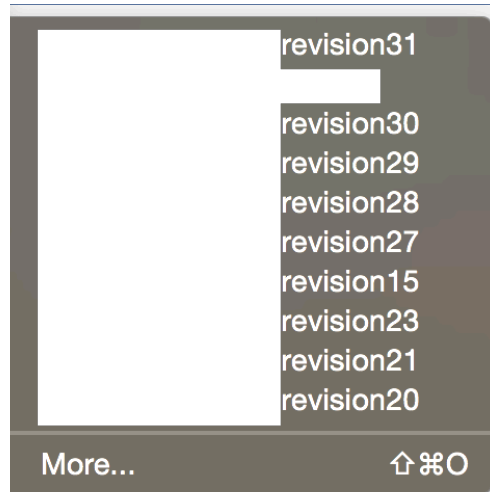 revision31
revision30
revision29
revision28
revision27
revision15
revision23
revision21
revision20
More... ⇧⌘O